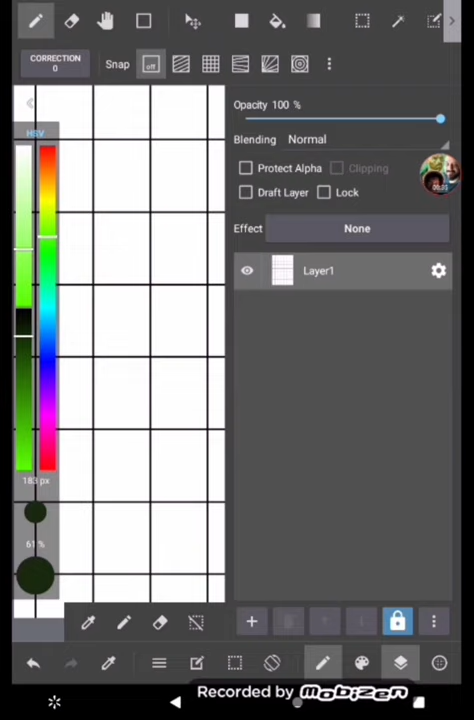 CORRECTION
0
Snap
off
HSV
Opacity 100 %
Blending Normal
Protect Alpha
Clipping
Draft Layer
Lock
Effect
None
Layer1
183 px
61 %
Recorded by Mobizen